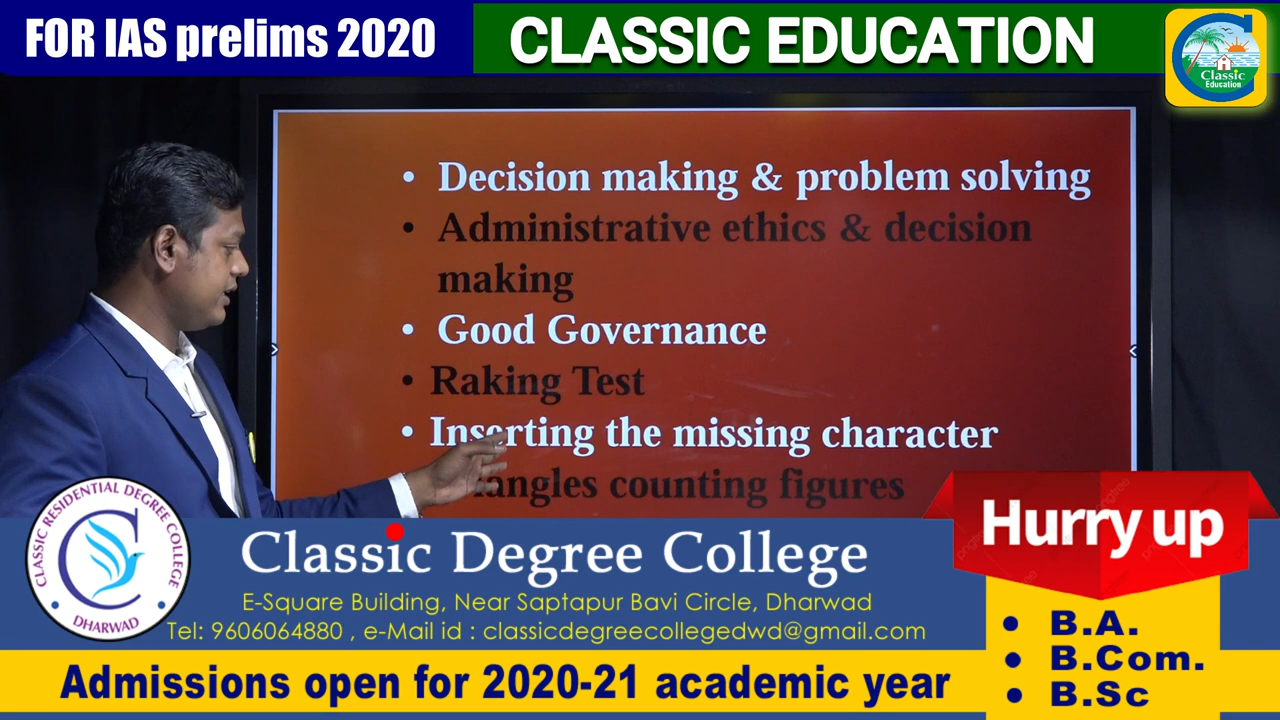 FOR IAS prelims 2020
CLASSIC EDUCATION
Classic
Education
• Decision making & problem solving
• Administrative ethics & decision
making
• Good Governance
• Raking Test
• Inserting the missing character
counting figures
CLASSIC RESIDENTIAL DEGREE COLLEGE
• DHARWAD •
Classic Degree College
E-Square Building, Near Saptapur Bavi Circle, Dharwad
Tel: 9606064880 , e-Mail id : classicdegreecollegedwd@gmail.com
Admissions open for 2020-21 academic year
Hurry up
• B.A.
• B.Com.
• B.Sc